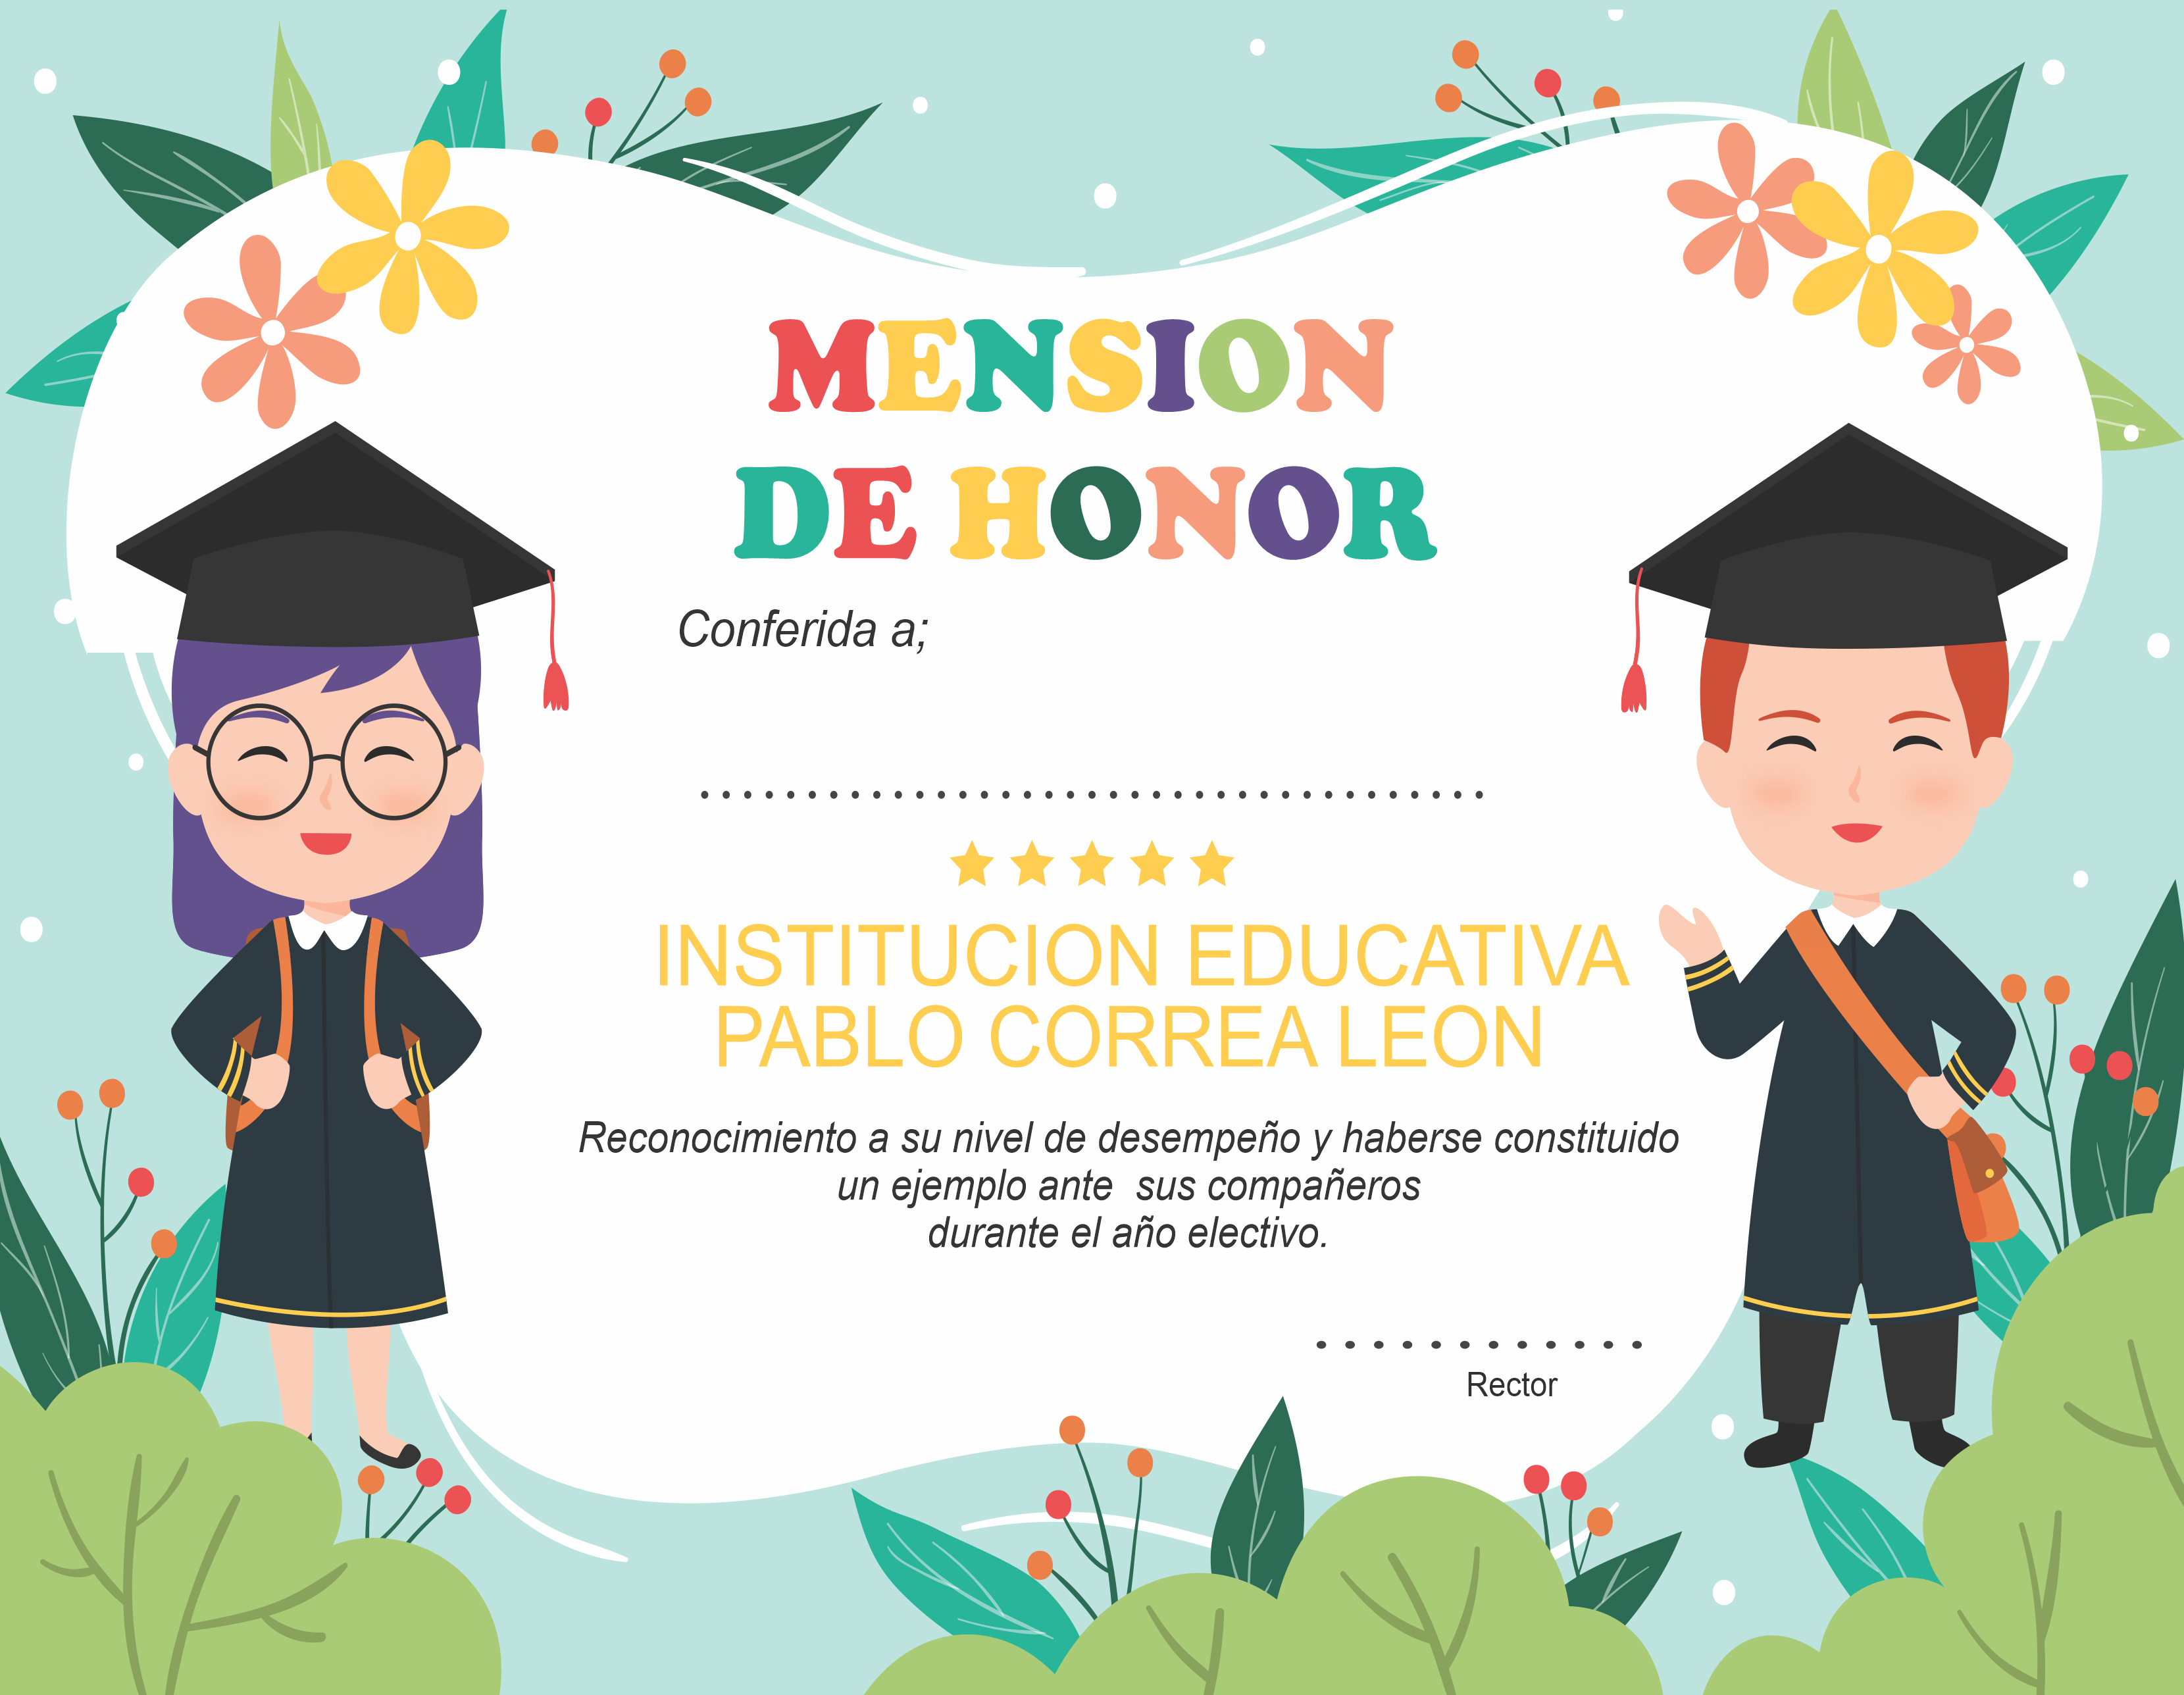 MENSION
DE HONOR
Conferida a;
INSTITUCION EDUCATIVA
PABLO CORREA LEON
Reconocimiento a su nivel de desempeño y haberse constituido
un ejemplo ante sus compañeros
durante el año electivo.
Rector